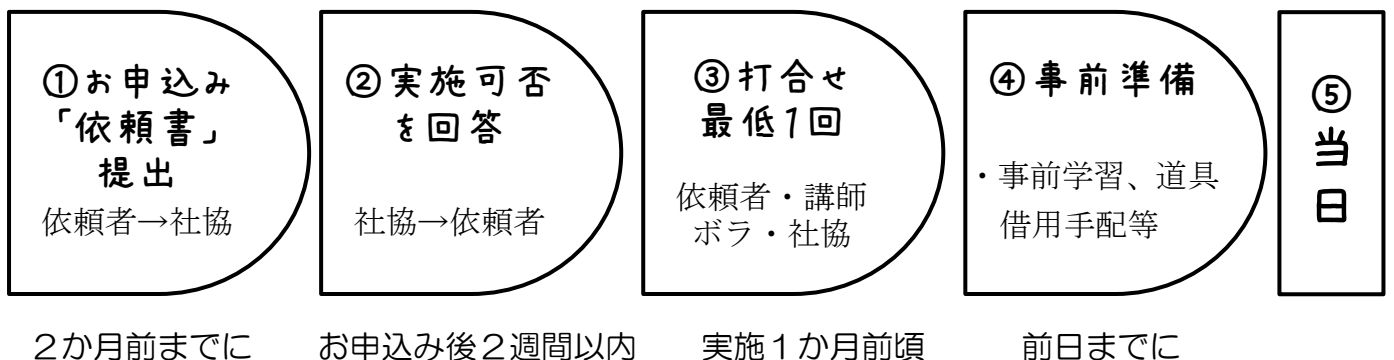 ①お申込み
「依頼書」
提出
依頼者→社協
②実施可否
を回答
社協→依頼者
③打合せ
最低1回
依頼者・講師
ボラ・社協
④事前準備
・事前学習、道具
借用手配等
⑤
当
日
２か月前までに
お申込み後２週間以内
実施１か月前頃
前日までに